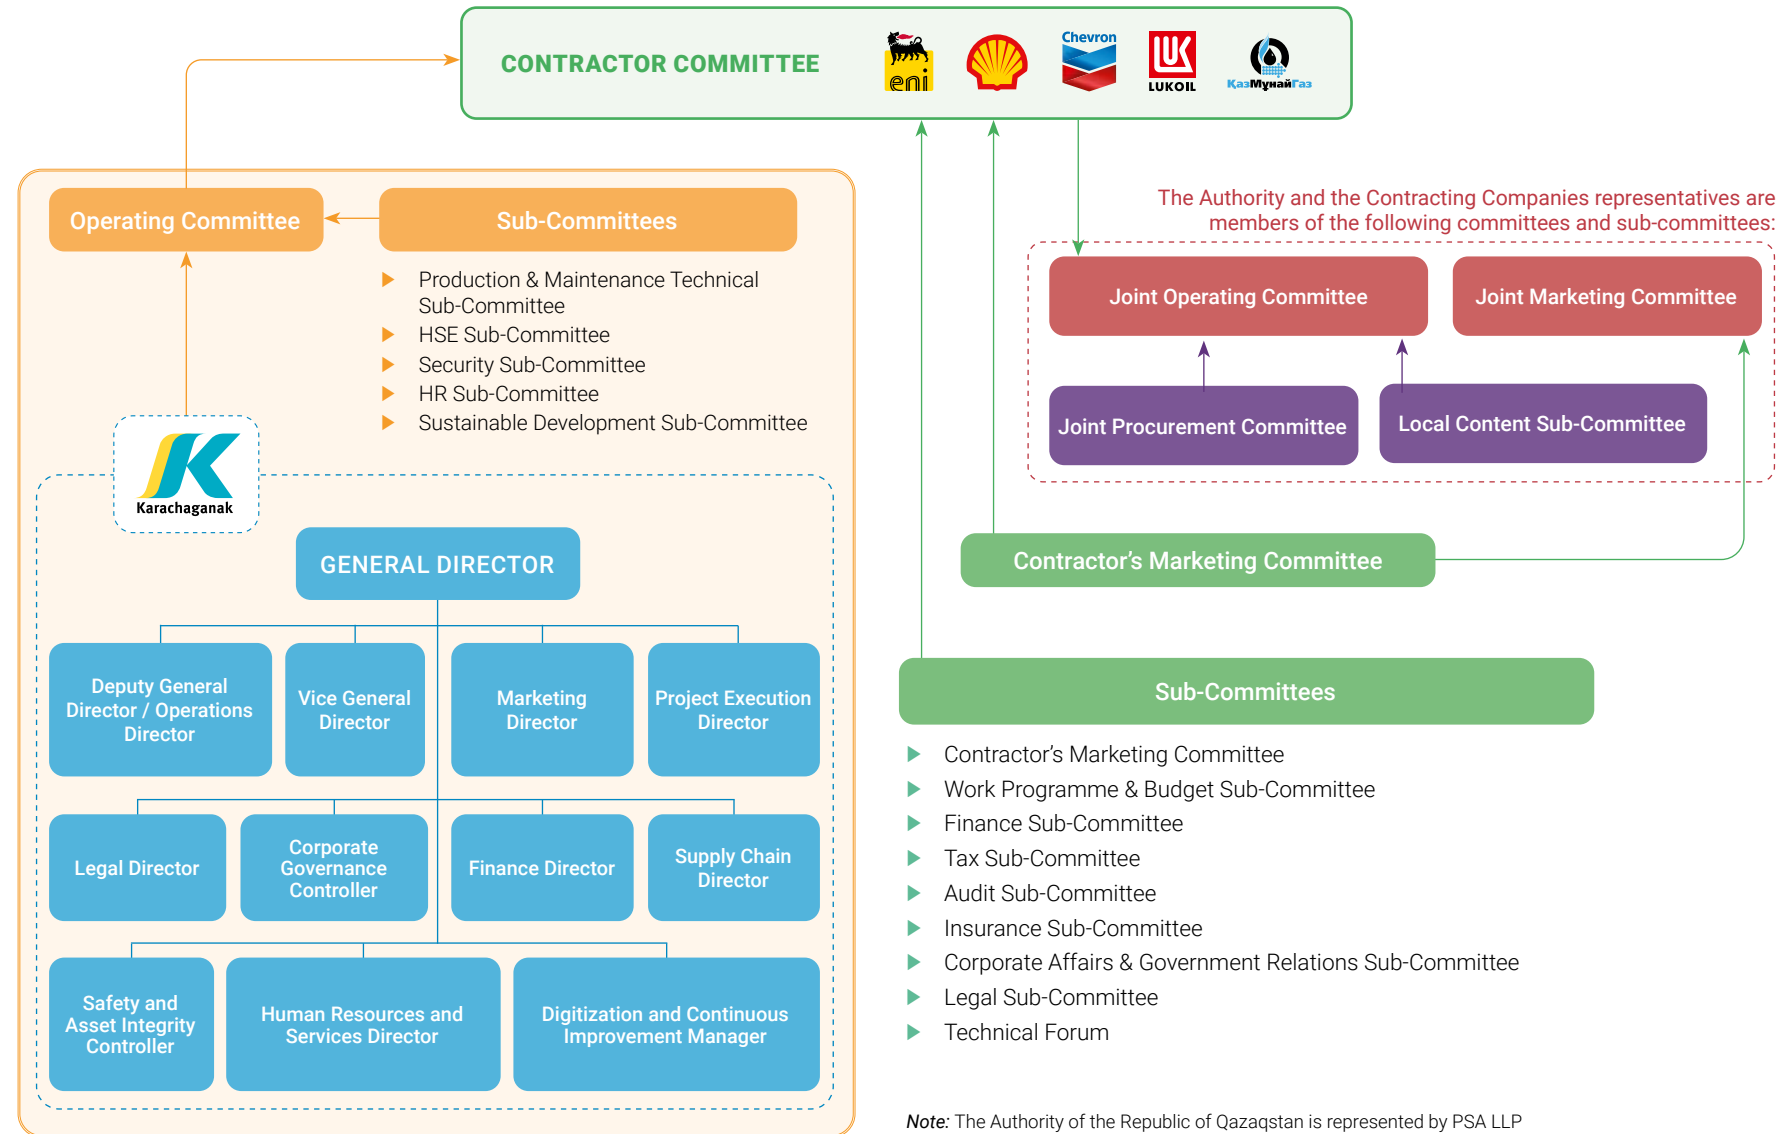 CONTRACTOR COMMITTEE
eni
Chevron
LUKOIL
ҚазМұнайГаз
Operating Committee
Sub-Committees
Production & Maintenance Technical
Sub-Committee
HSE Sub-Committee
Security Sub-Committee
HR Sub-Committee
Sustainable Development Sub-Committee
Karachaganak
GENERAL DIRECTOR
Deputy General
Director / Operations
Director
Vice General
Director
Marketing
Director
Project Execution
Director
Legal Director
Corporate
Governance
Controller
Finance Director
Supply Chain
Director
Safety and
Asset Integrity
Controller
Human Resources and
Services Director
Digitization and Continuous
Improvement Manager
The Authority and the Contracting Companies representatives are
members of the following committees and sub-committees:
Joint Operating Committee
Joint Marketing Committee
Joint Procurement Committee
Local Content Sub-Committee
Contractor's Marketing Committee
Sub-Committees
Contractor's Marketing Committee
Work Programme & Budget Sub-Committee
Finance Sub-Committee
Tax Sub-Committee
Audit Sub-Committee
Insurance Sub-Committee
Corporate Affairs & Government Relations Sub-Committee
Legal Sub-Committee
Technical Forum
Note: The Authority of the Republic of Qazaqstan is represented by PSA LLP